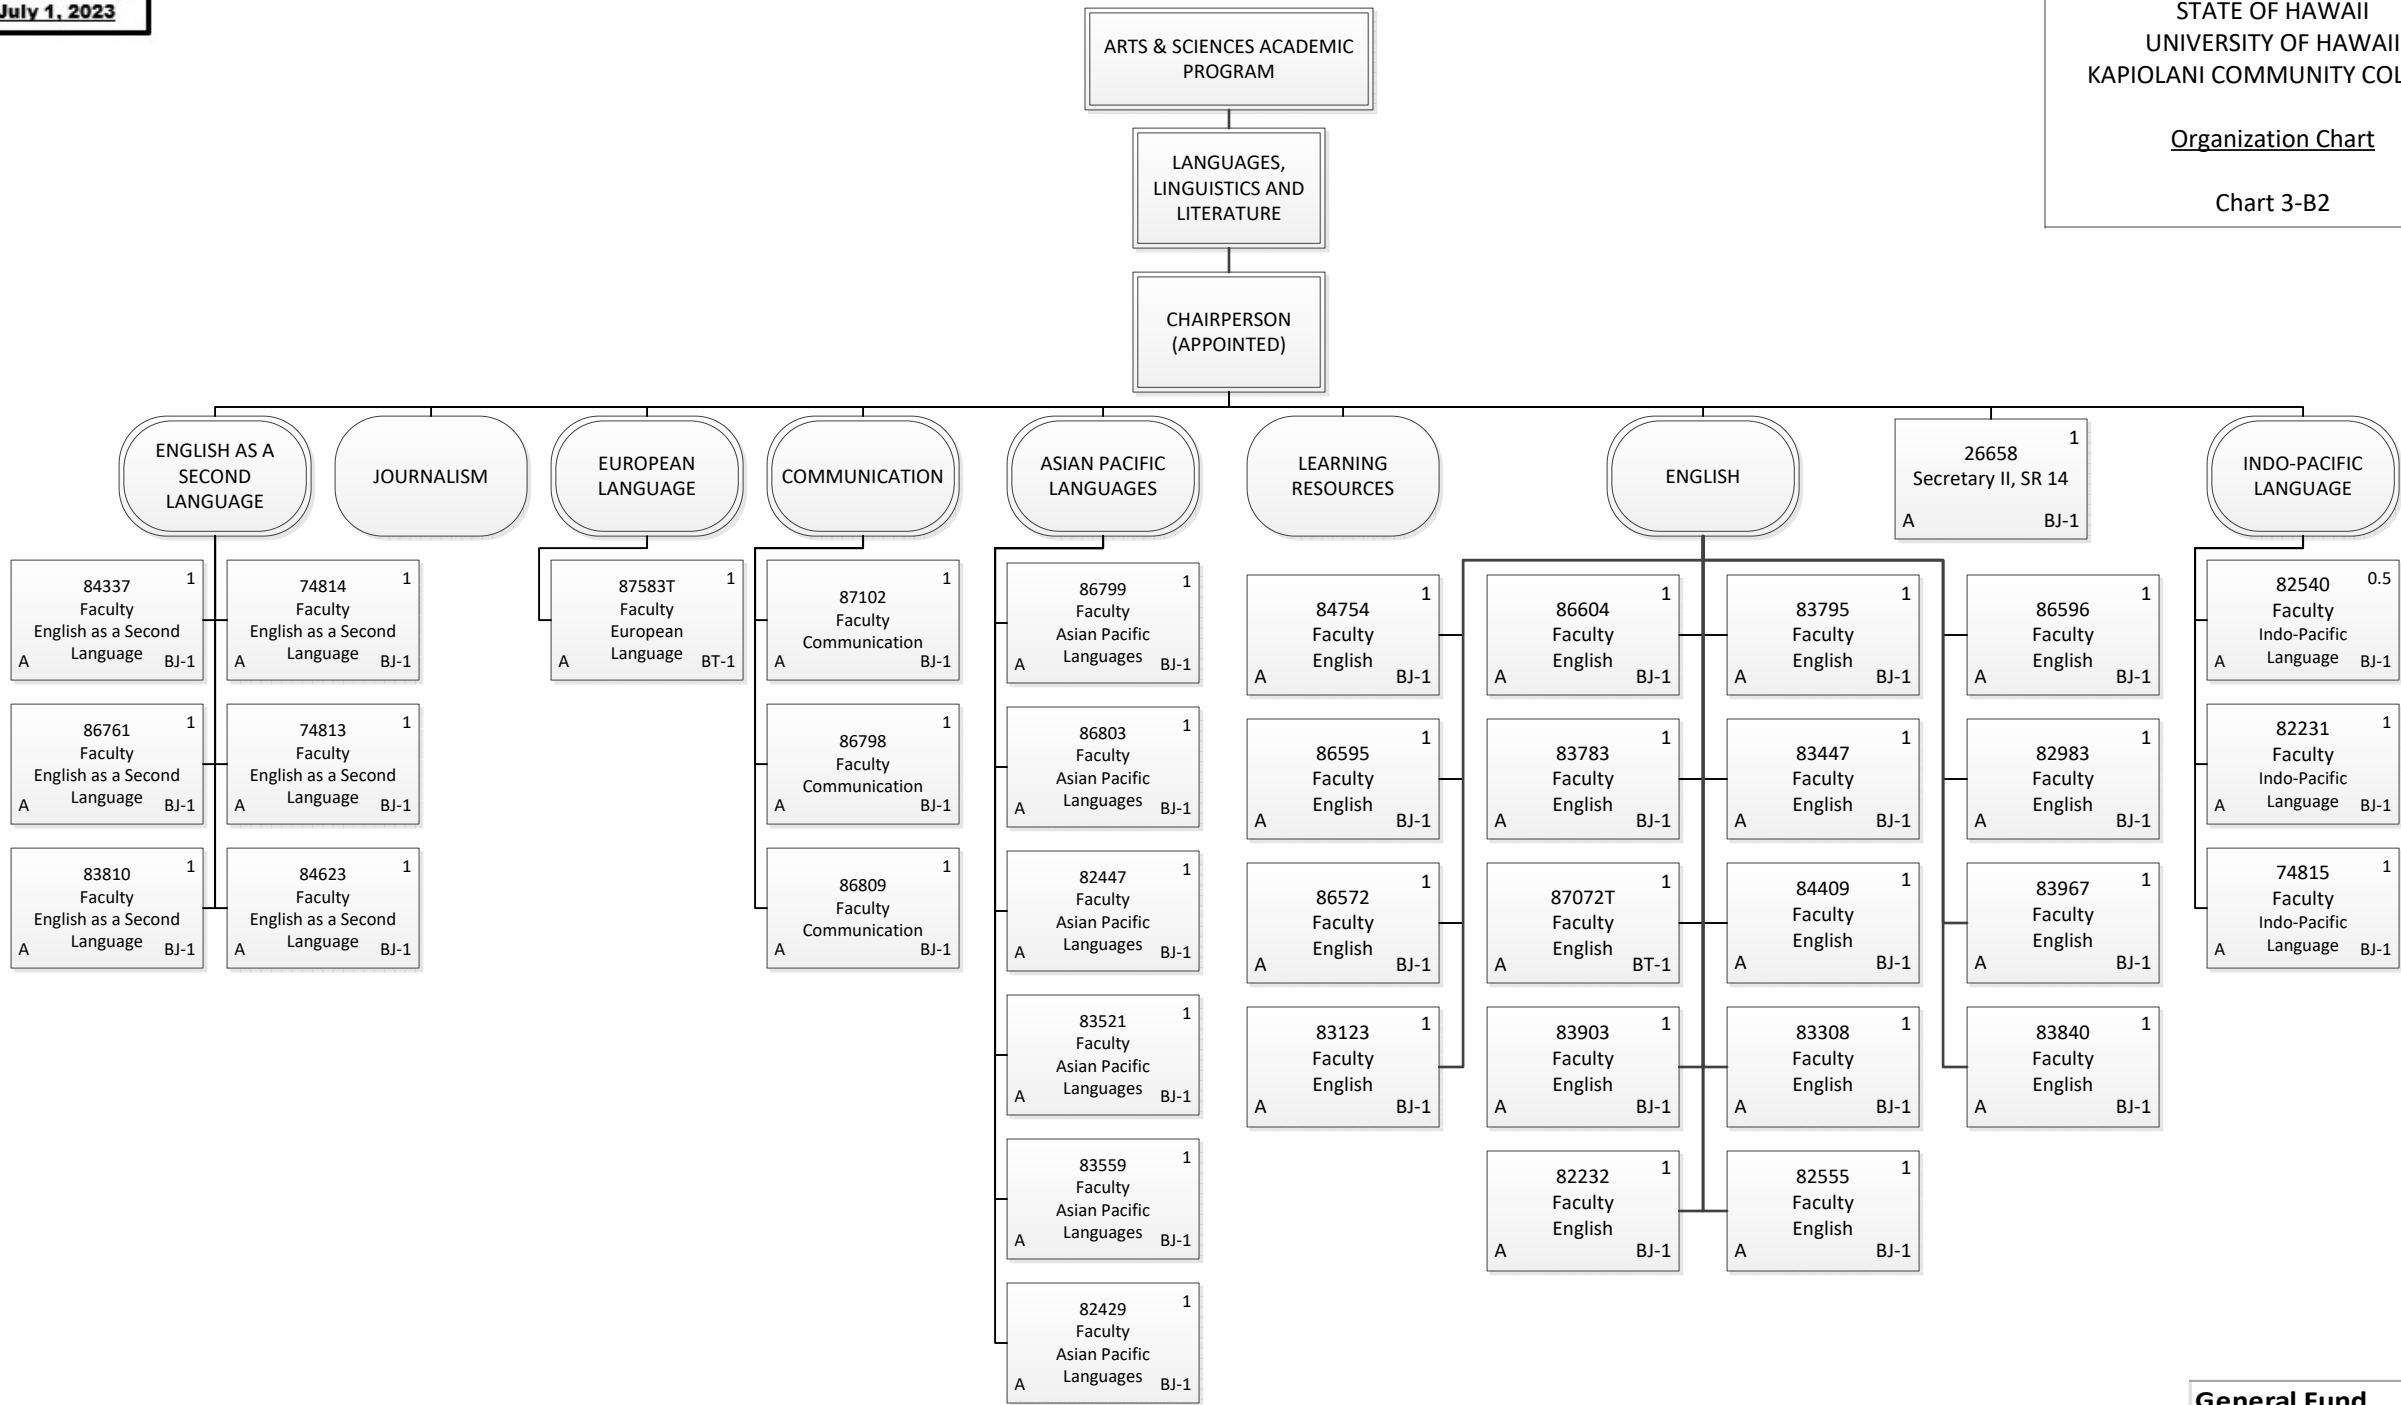 July 1, 2023
STATE OF HAWAII
UNIVERSITY OF HAWAII
KAPIOLANI COMMUNITY COL
Organization Chart
Chart 3-B2
ARTS & SCIENCES ACADEMIC
PROGRAM
LANGUAGES,
LINGUISTICS AND
LITERATURE
CHAIRPERSON
(APPOINTED)
ENGLISH AS A
SECOND
LANGUAGE
JOURNALISM
EUROPEAN
LANGUAGE
COMMUNICATION
ASIAN PACIFIC
LANGUAGES
LEARNING
RESOURCES
ENGLISH
1
26658
Secretary II, SR 14
A BJ-1
INDO-PACIFIC
LANGUAGE
84337 1
Faculty
English as a Second
Language
A BJ-1
74814 1
Faculty
English as a Second
Language
A BJ-1
86761 1
Faculty
English as a Second
Language
A BJ-1
74813 1
Faculty
English as a Second
Language
A BJ-1
83810 1
Faculty
English as a Second
Language
A BJ-1
84623 1
Faculty
English as a Second
Language
A BJ-1
87583T 1
Faculty
European
Language
A BT-1
87102 1
Faculty
Communication
A BJ-1
86798 1
Faculty
Communication
A BJ-1
86809 1
Faculty
Communication
A BJ-1
86799 1
Faculty
Asian Pacific
Languages
A BJ-1
86803 1
Faculty
Asian Pacific
Languages
A BJ-1
82447 1
Faculty
Asian Pacific
Languages
A BJ-1
83521 1
Faculty
Asian Pacific
Languages
A BJ-1
83559 1
Faculty
Asian Pacific
Languages
A BJ-1
82429 1
Faculty
Asian Pacific
Languages
A BJ-1
84754 1
Faculty
English
A BJ-1
86595 1
Faculty
English
A BJ-1
86572 1
Faculty
English
A BJ-1
83123 1
Faculty
English
A BJ-1
86604 1
Faculty
English
A BJ-1
83783 1
Faculty
English
A BJ-1
87072T 1
Faculty
English
A BT-1
83903 1
Faculty
English
A BJ-1
82232 1
Faculty
English
A BJ-1
83795 1
Faculty
English
A BJ-1
83447 1
Faculty
English
A BJ-1
84409 1
Faculty
English
A BJ-1
83308 1
Faculty
English
A BJ-1
82555 1
Faculty
English
A BJ-1
86596 1
Faculty
English
A BJ-1
82983 1
Faculty
English
A BJ-1
83967 1
Faculty
English
A BJ-1
83840 1
Faculty
English
A BJ-1
82540 0.5
Faculty
Indo-Pacific
Language
A BJ-1
82231 1
Faculty
Indo-Pacific
Language
A BJ-1
74815 1
Faculty
Indo-Pacific
Language
A BJ-1
General Fund